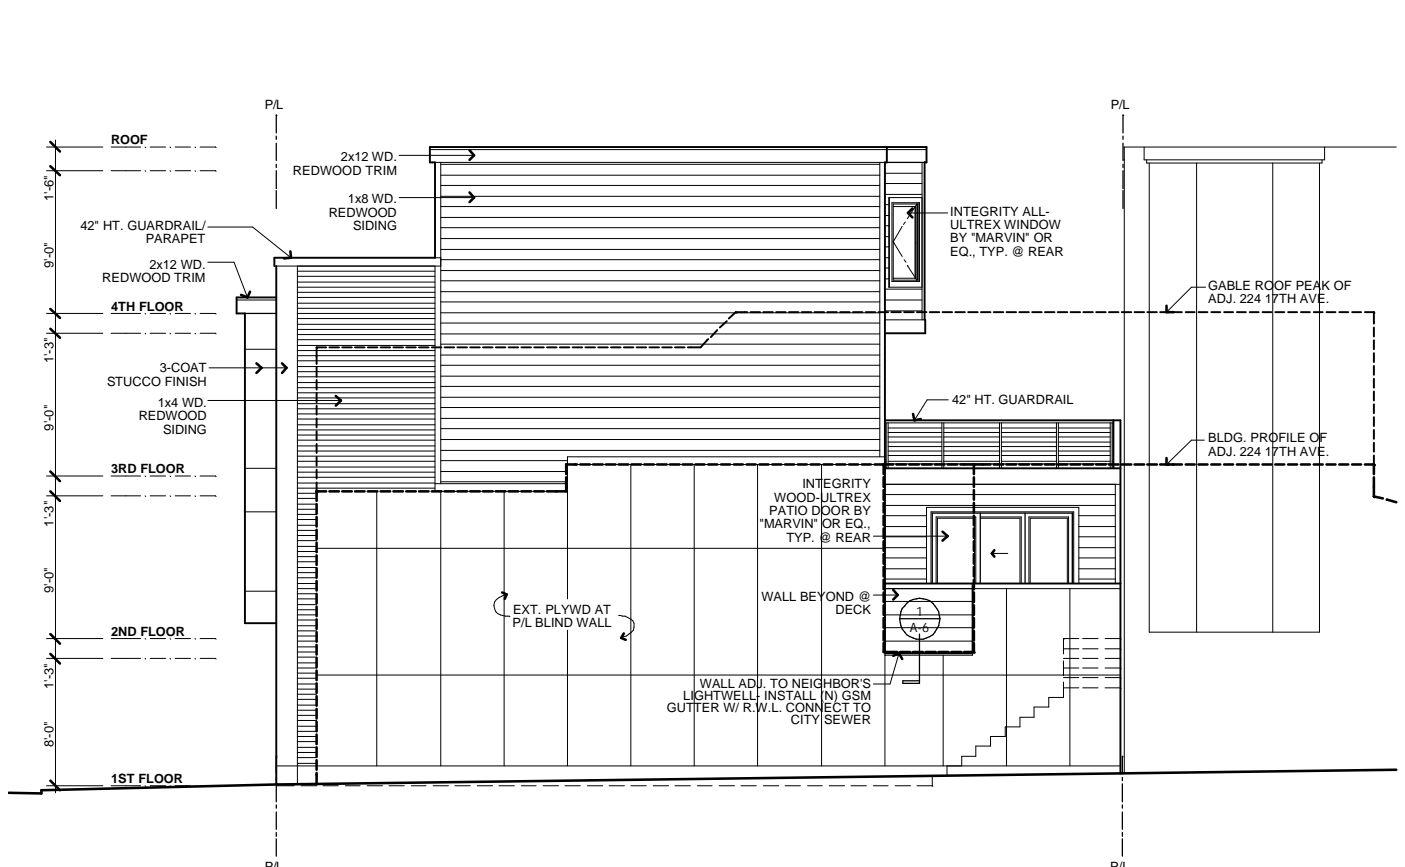 P/L
P/L
ROOF
2x12 WD.
REDWOOD TRIM
1'-6"
1x8 WD.
REDWOOD
SIDING
INTEGRITY ALL-
ULTREX WINDOW
BY "MARVIN" OR
EQ., TYP. @ REAR
42" HT. GUARDRAIL/
PARAPET
9'-0"
2x12 WD.
REDWOOD TRIM
GABLE ROOF PEAK OF
ADJ. 224 17TH AVE.
4TH FLOOR
1'-3"
3-COAT
STUCCO FINISH
1x4 WD.
REDWOOD
SIDING
42" HT. GUARDRAIL
9'-0"
BLDG. PROFILE OF
ADJ. 224 17TH AVE.
3RD FLOOR
1'-3"
INTEGRITY
WOOD-ULTREX
PATIO DOOR BY
"MARVIN" OR EQ.,
TYP. @ REAR
9'-0"
WALL BEYOND @
DECK
EXT. PLYWD AT
P/L BLIND WALL
1
A-6
2ND FLOOR
1'-3"
WALL ADJ. TO NEIGHBOR'S
LIGHTWELL- INSTALL (N) GSM
GUTTER W/ R.W.L. CONNECT TO
CITY SEWER
8'-0"
1ST FLOOR
P/L
P/L